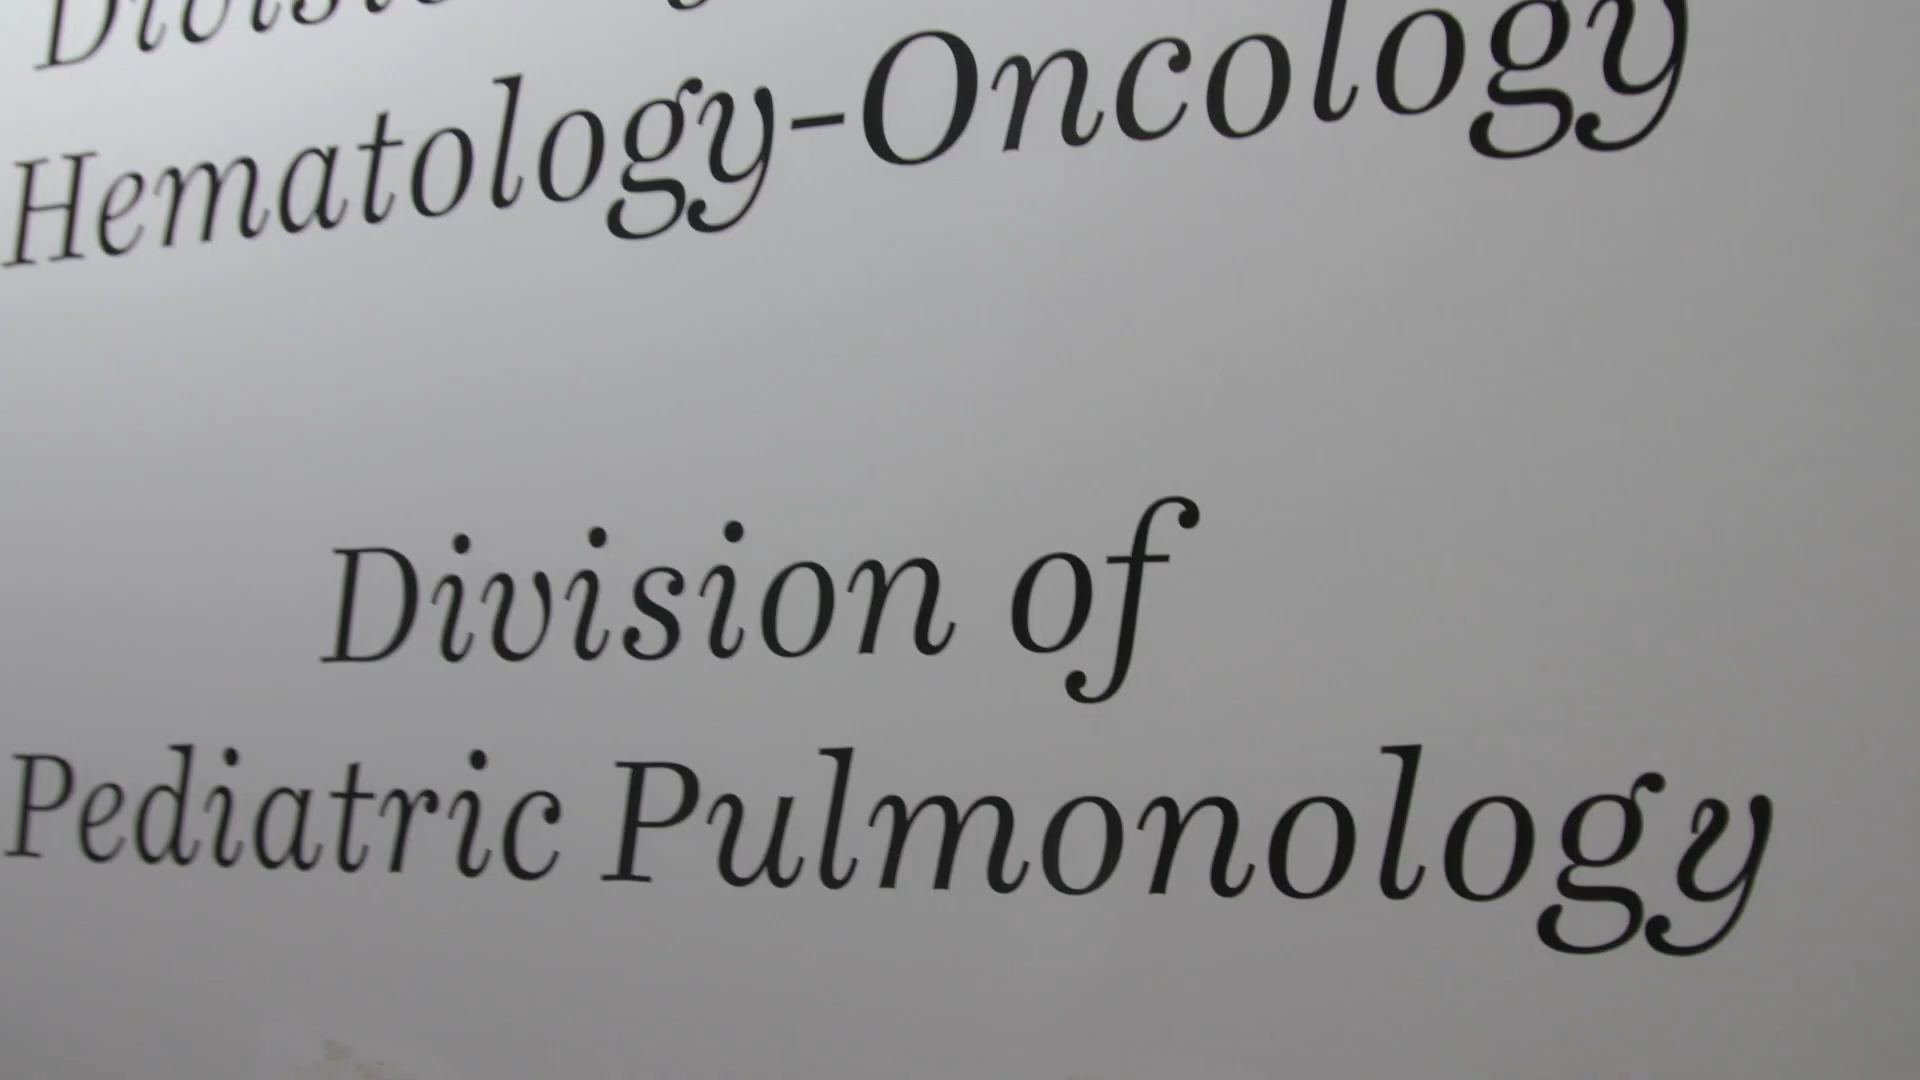 Hematology-Oncology
Division of
Pediatric Pulmonology